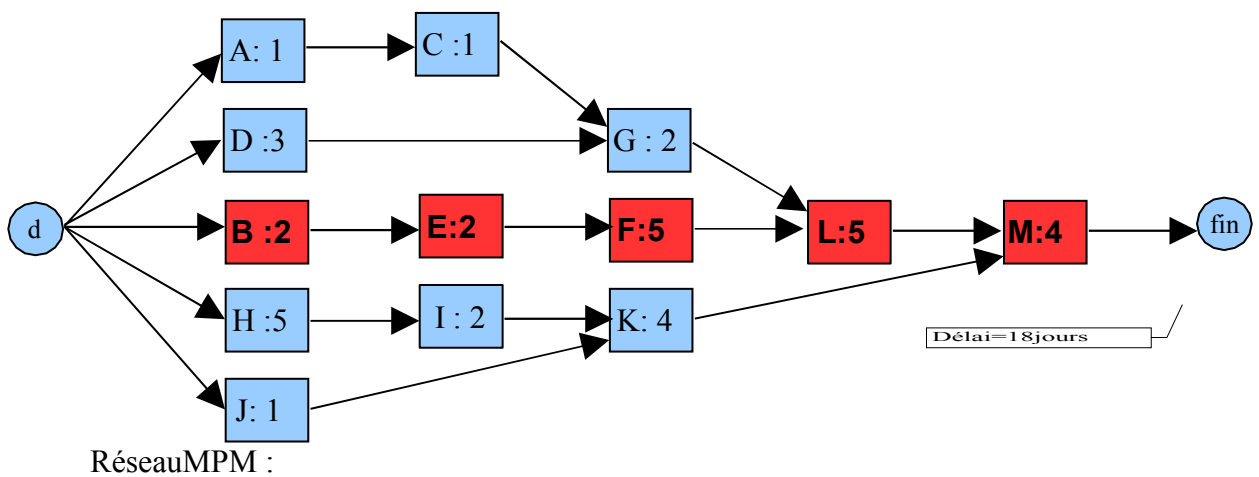 A: 1
C :1
D :3
G : 2
d
B :2
E:2
F:5
L:5
M:4
fin
H :5
I : 2
K: 4
Délai=18jours
J: 1
RéseauMPM :